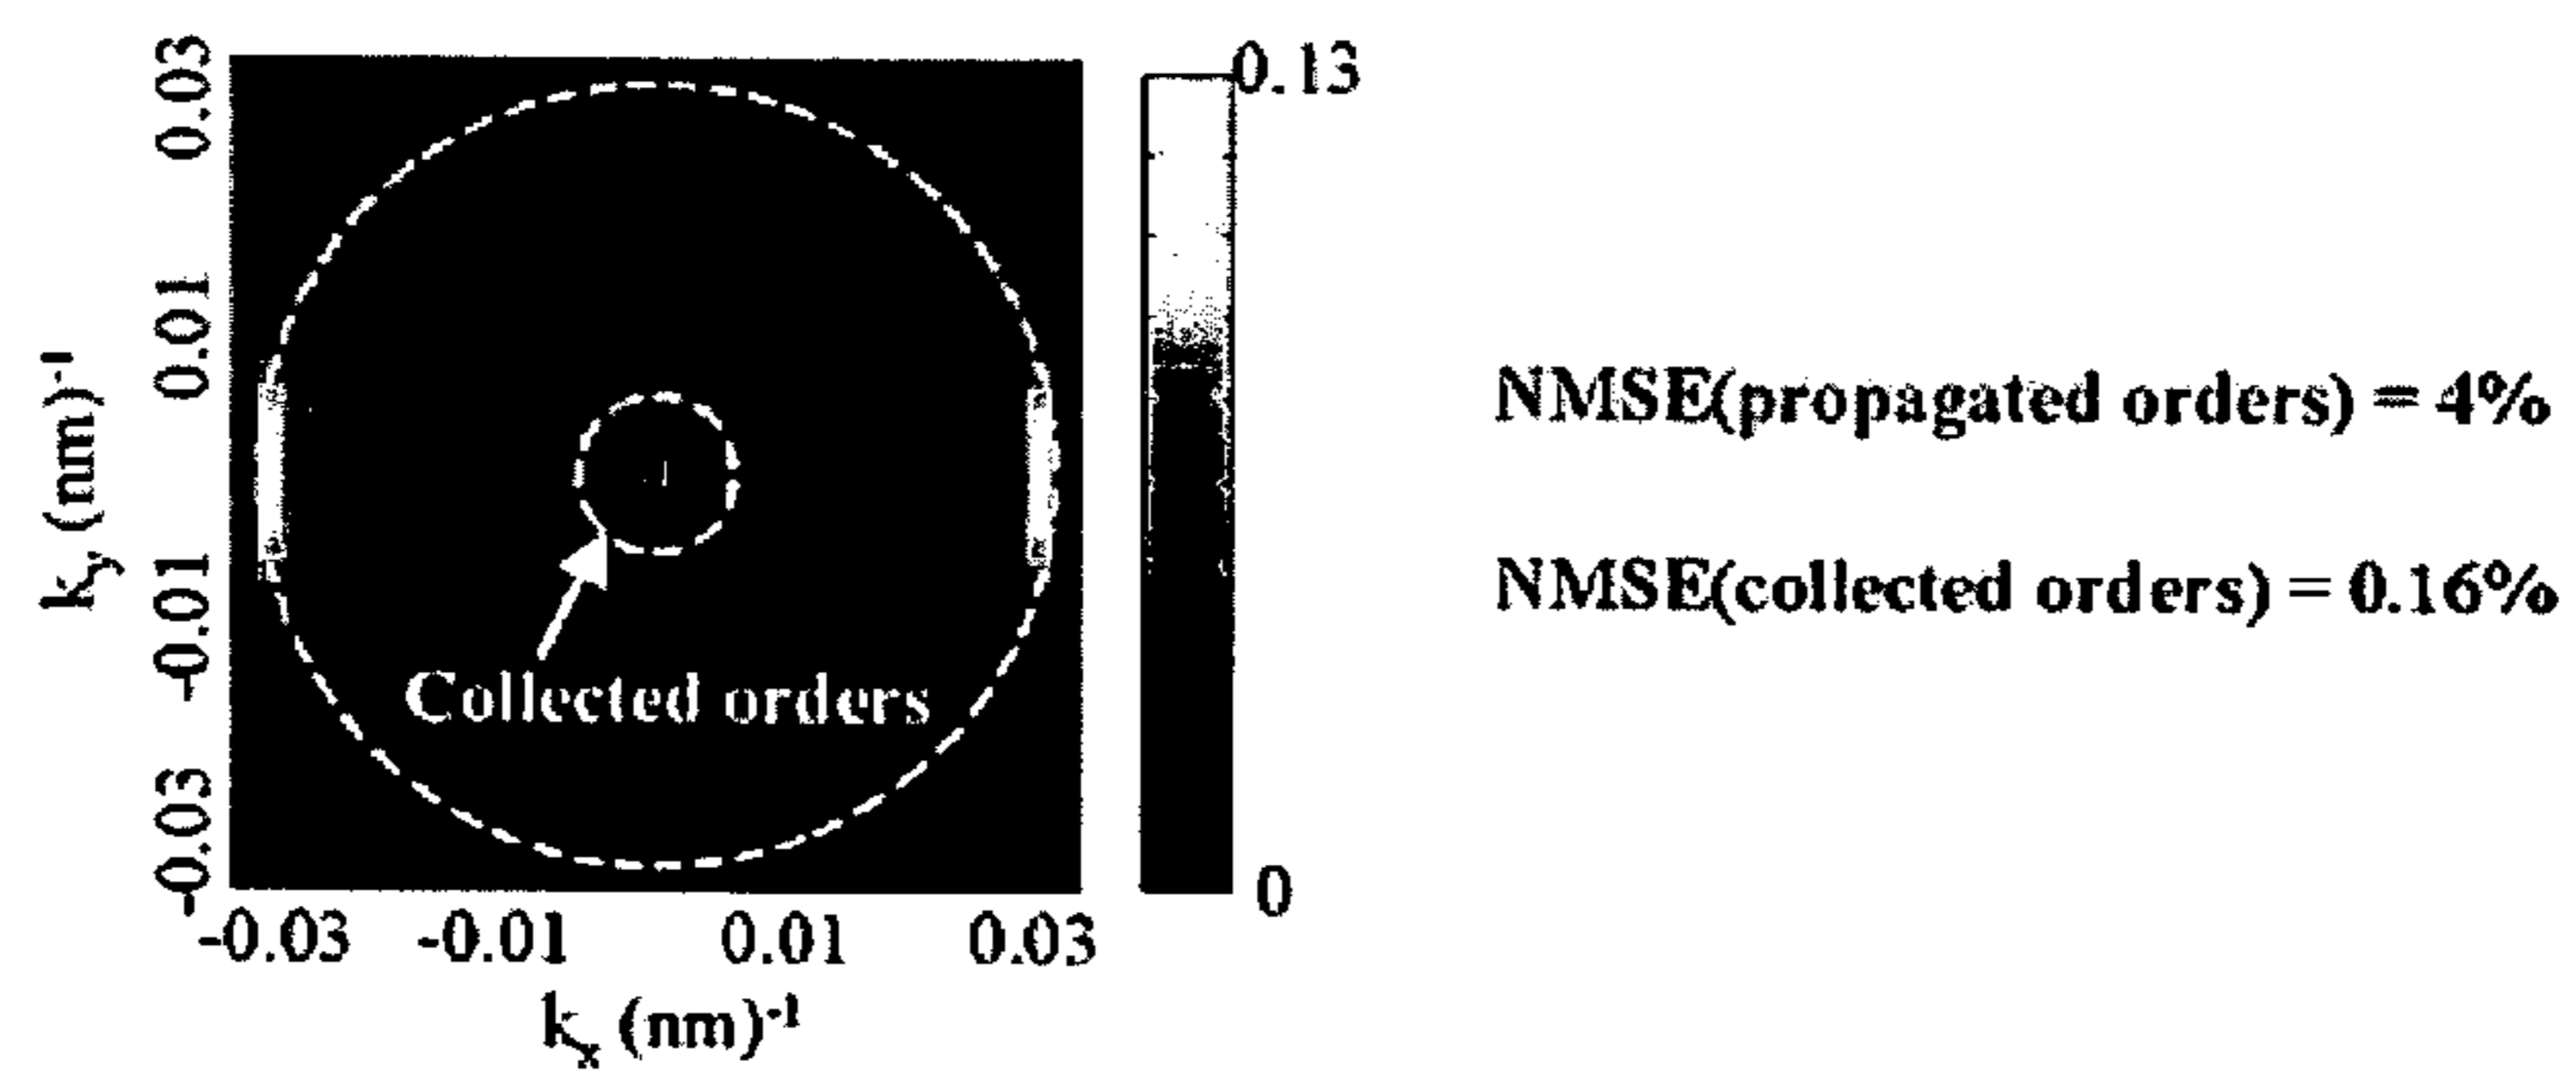 0.03
0.01
-0.01
-0.03
ky (nm)-1
-0.03 -0.01 0.01 0.03
kx (nm)-1
Collected orders
0.13
0
NMSE(propagated orders) = 4%
NMSE(collected orders) = 0.16%